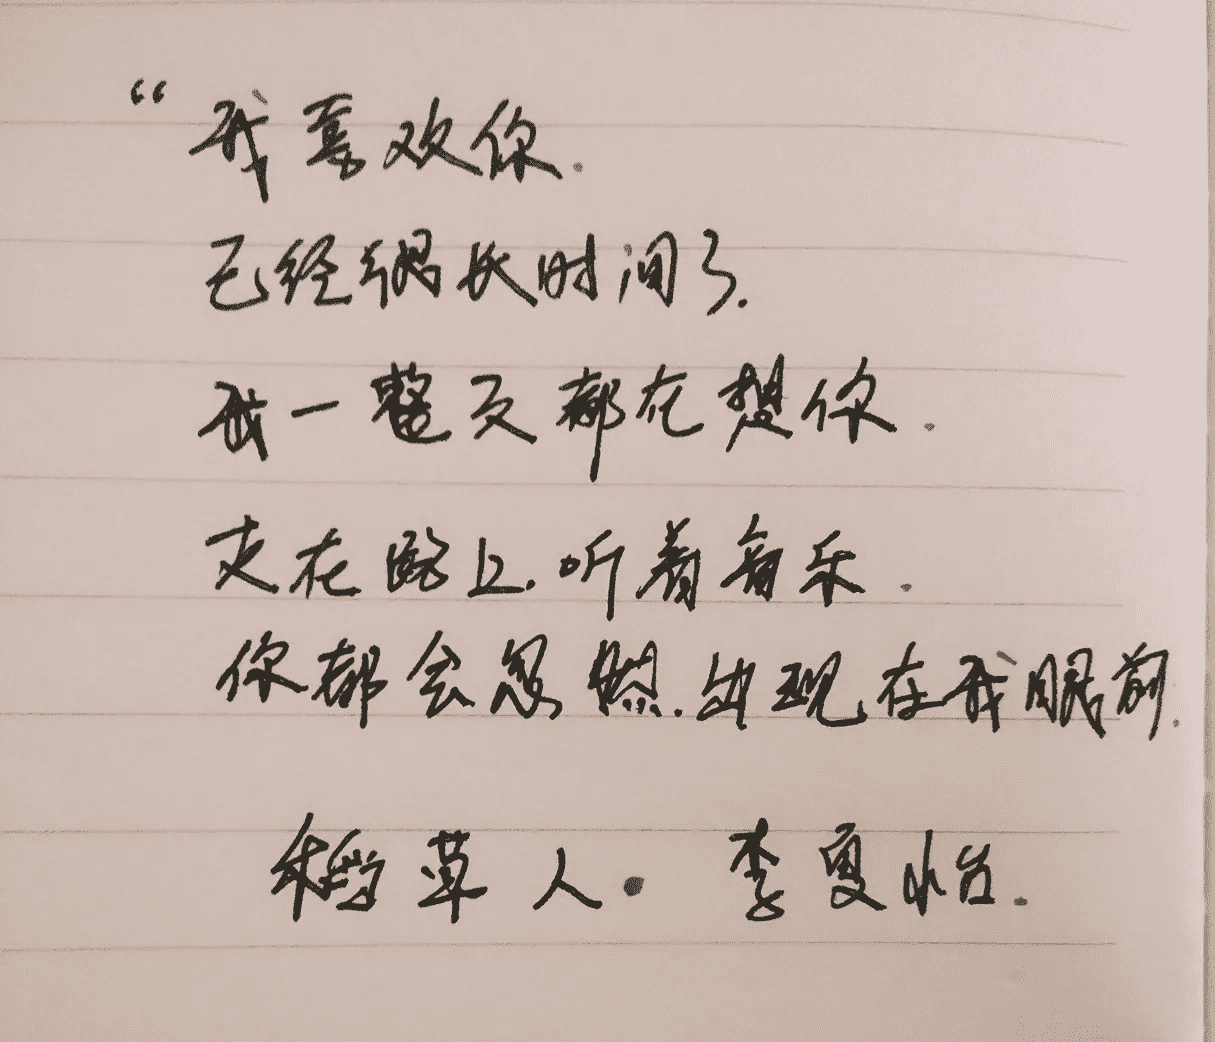 “我喜欢你.
已经很长时间了.
我一整天都在想你.
走在路上.听着音乐.
你都会忽然.出现在我眼前.
稻草人·李夏怡.